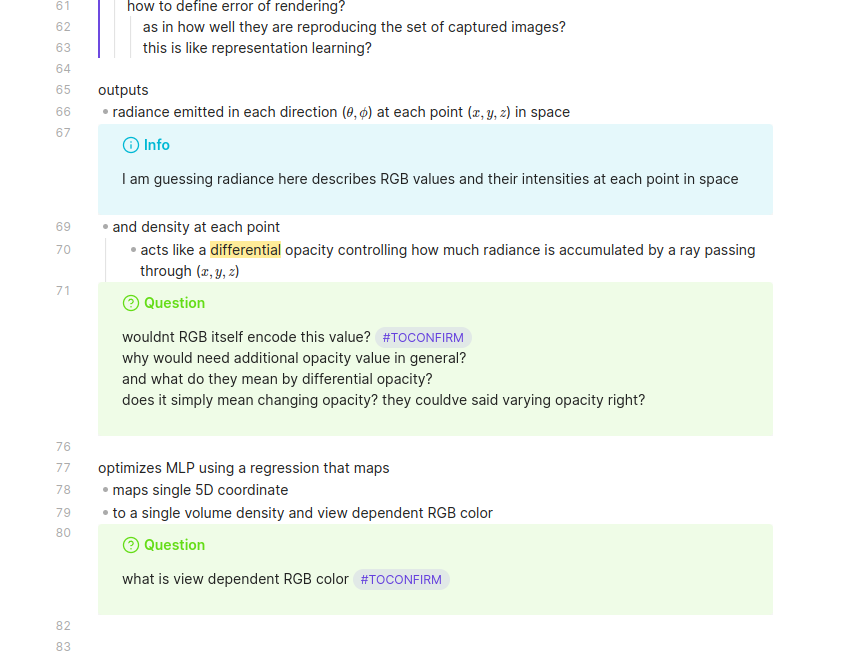 61 how to define error of rendering?
62 as in how well they are reproducing the set of captured images?
63 this is like representation learning?
64
65 outputs
66 • radiance emitted in each direction (θ, ϕ) at each point (x, y, z) in space
67
Info
I am guessing radiance here describes RGB values and their intensities at each point in space
69 • and density at each point
70 • acts like a differential opacity controlling how much radiance is accumulated by a ray passing
through (x, y, z)
71
Question
wouldnt RGB itself encode this value? #TOCONFIRM
why would need additional opacity value in general?
and what do they mean by differential opacity?
does it simply mean changing opacity? they couldve said varying opacity right?
76
77 optimizes MLP using a regression that maps
78 • maps single 5D coordinate
79 • to a single volume density and view dependent RGB color
80
Question
what is view dependent RGB color #TOCONFIRM
82
83